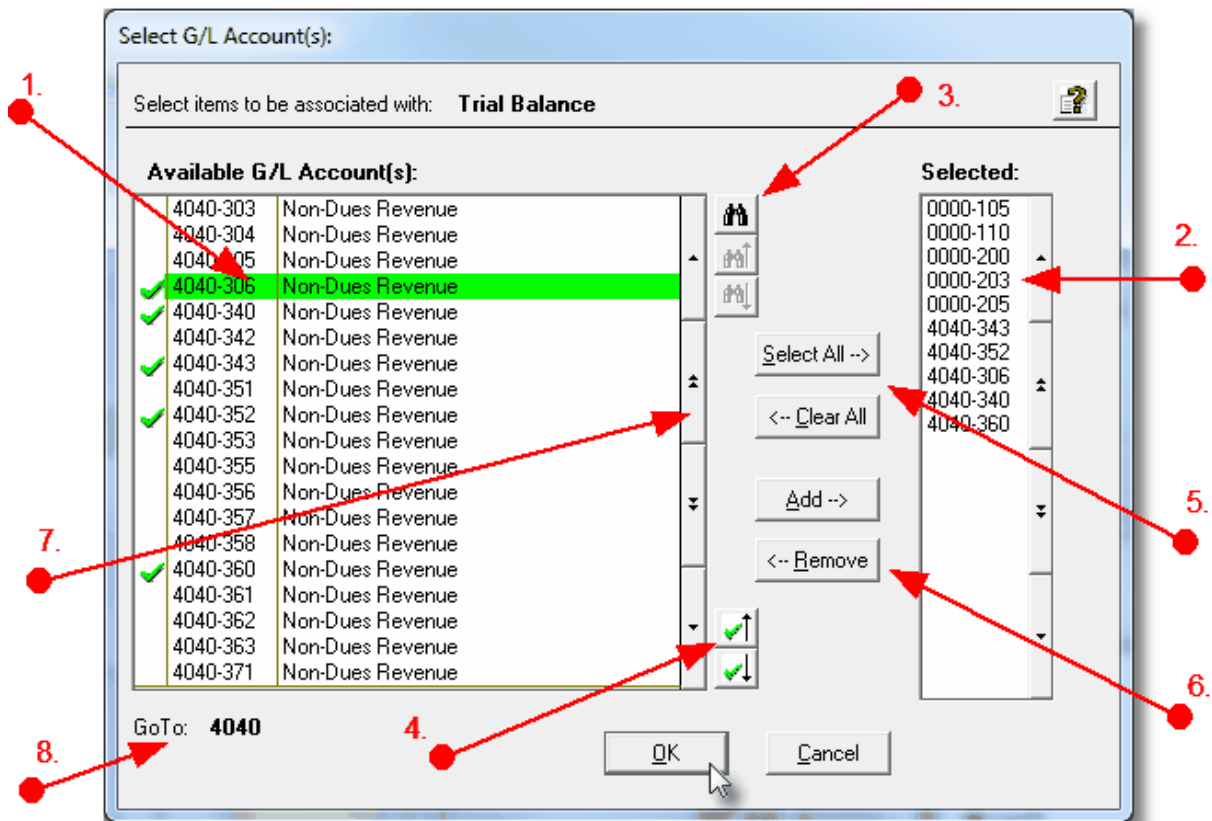 Select G/L Account(s):
1.
Select items to be associated with: Trial Balance
3.
Available G/L Account(s):
4040-303 Non-Dues Revenue
4040-304 Non-Dues Revenue
4040-305 Non-Dues Revenue
4040-306 Non-Dues Revenue
4040-340 Non-Dues Revenue
4040-342 Non-Dues Revenue
4040-343 Non-Dues Revenue
4040-351 Non-Dues Revenue
4040-352 Non-Dues Revenue
4040-353 Non-Dues Revenue
4040-355 Non-Dues Revenue
4040-356 Non-Dues Revenue
4040-357 Non-Dues Revenue
4040-358 Non-Dues Revenue
4040-360 Non-Dues Revenue
4040-361 Non-Dues Revenue
4040-362 Non-Dues Revenue
4040-363 Non-Dues Revenue
4040-371 Non-Dues Revenue
Select All -->
<-- Clear All
Add -->
<-- Remove
Selected:
0000-105
0000-110
0000-200
0000-203
0000-205
4040-343
4040-352
4040-306
4040-340
4040-360
2.
5.
7.
6.
GoTo: 4040
4.
8.
OK
Cancel